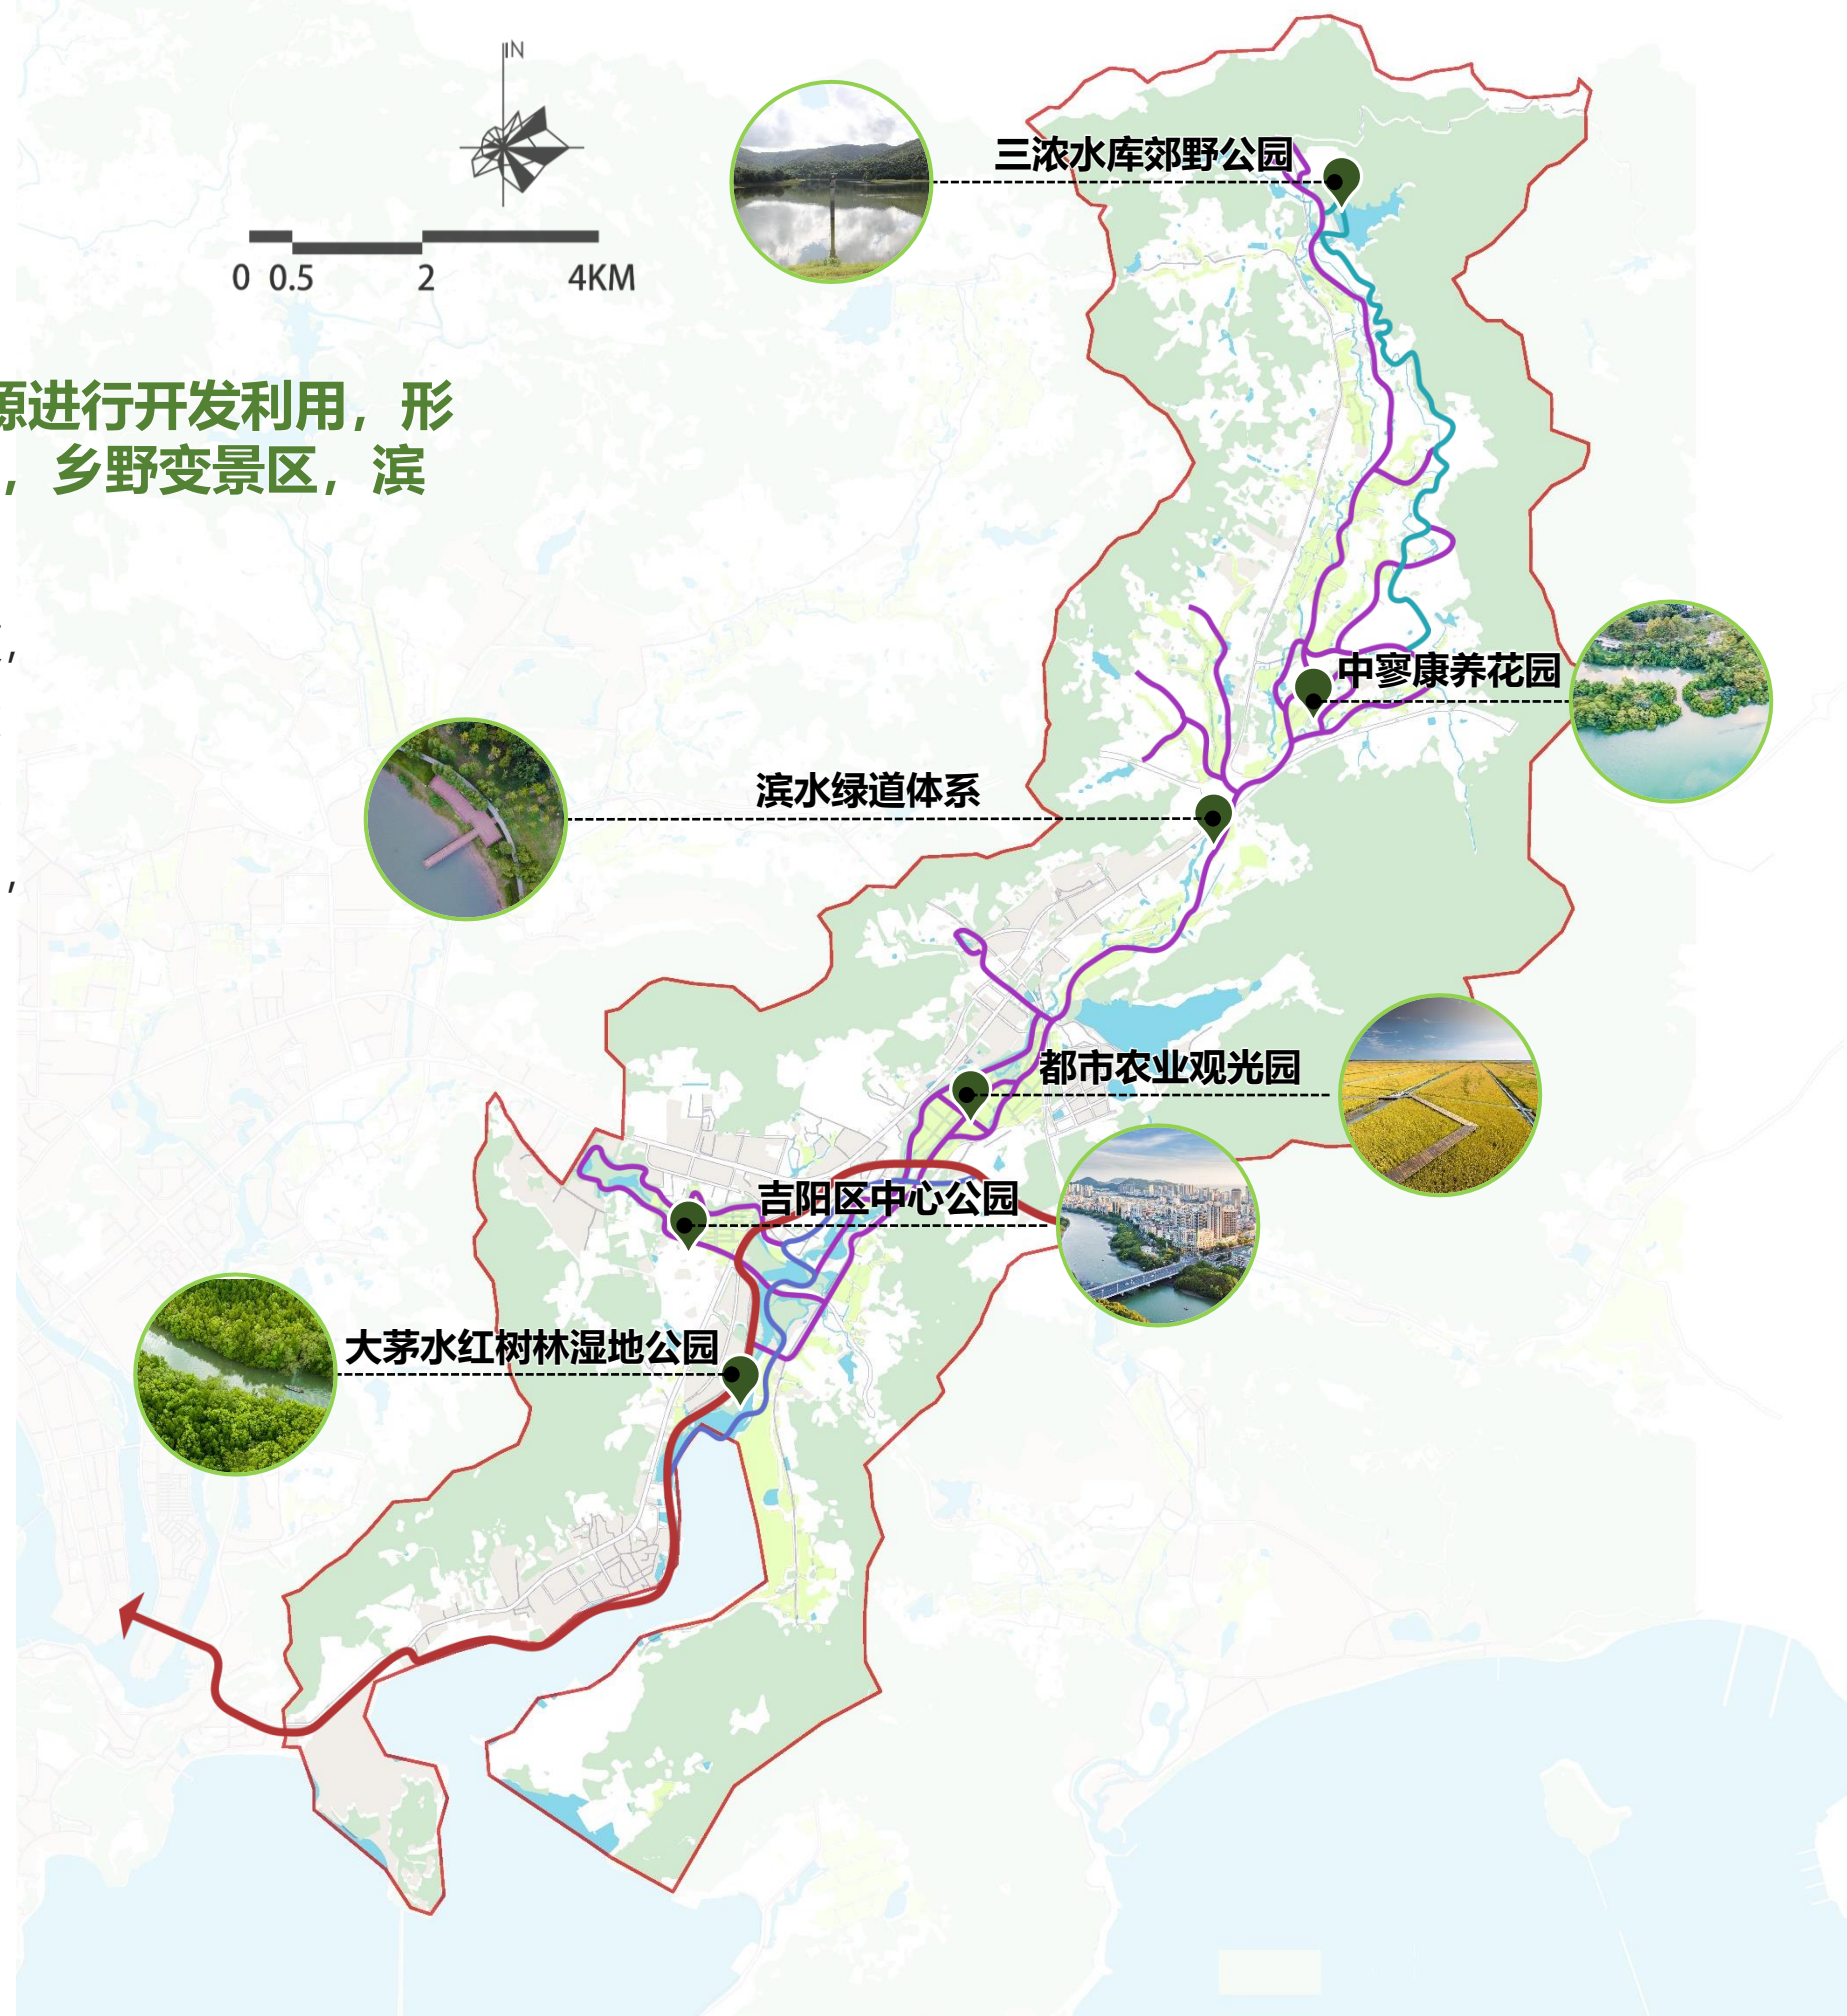 N
0 0.5 2 4KM
三浓水库郊野公园
源进行开发利用，形
，乡野变景区，滨
中寥康养花园
滨水绿道体系
都市农业观光园
吉阳区中心公园
大茅水红树林湿地公园